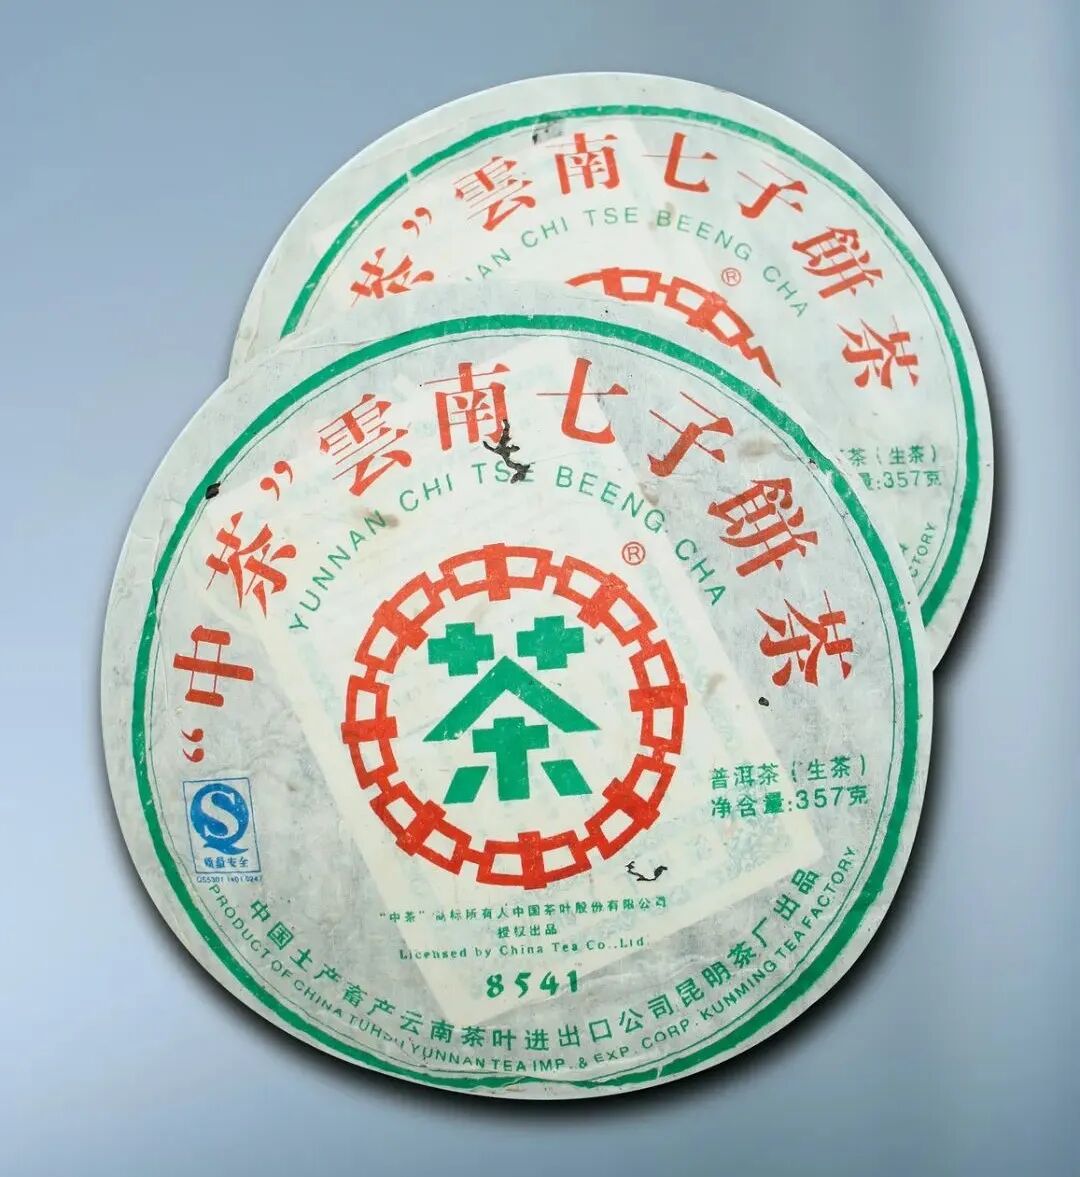 茶”雲南七子餅茶
NAN CHI TSE BEENG CHA
®
茶（生茶）
量:357克
CTORY
“中茶”雲南七子餅茶
YUNNAN CHI TSE BEENG CHA
®
茶
普洱茶（生茶）
净含量:357克
质量安全
QS5301 1401 0247
“中茶”商标所有人中国茶叶股份有限公司
授权出品
Licensed by China Tea Co.,Ltd.
8541
中国土产畜产云南茶叶进出口公司昆明茶厂出品
PRODUCT OF CHINA TUHSU YUNNAN TEA IMP. & EXP. CORP. KUNMING TEA FACTORY